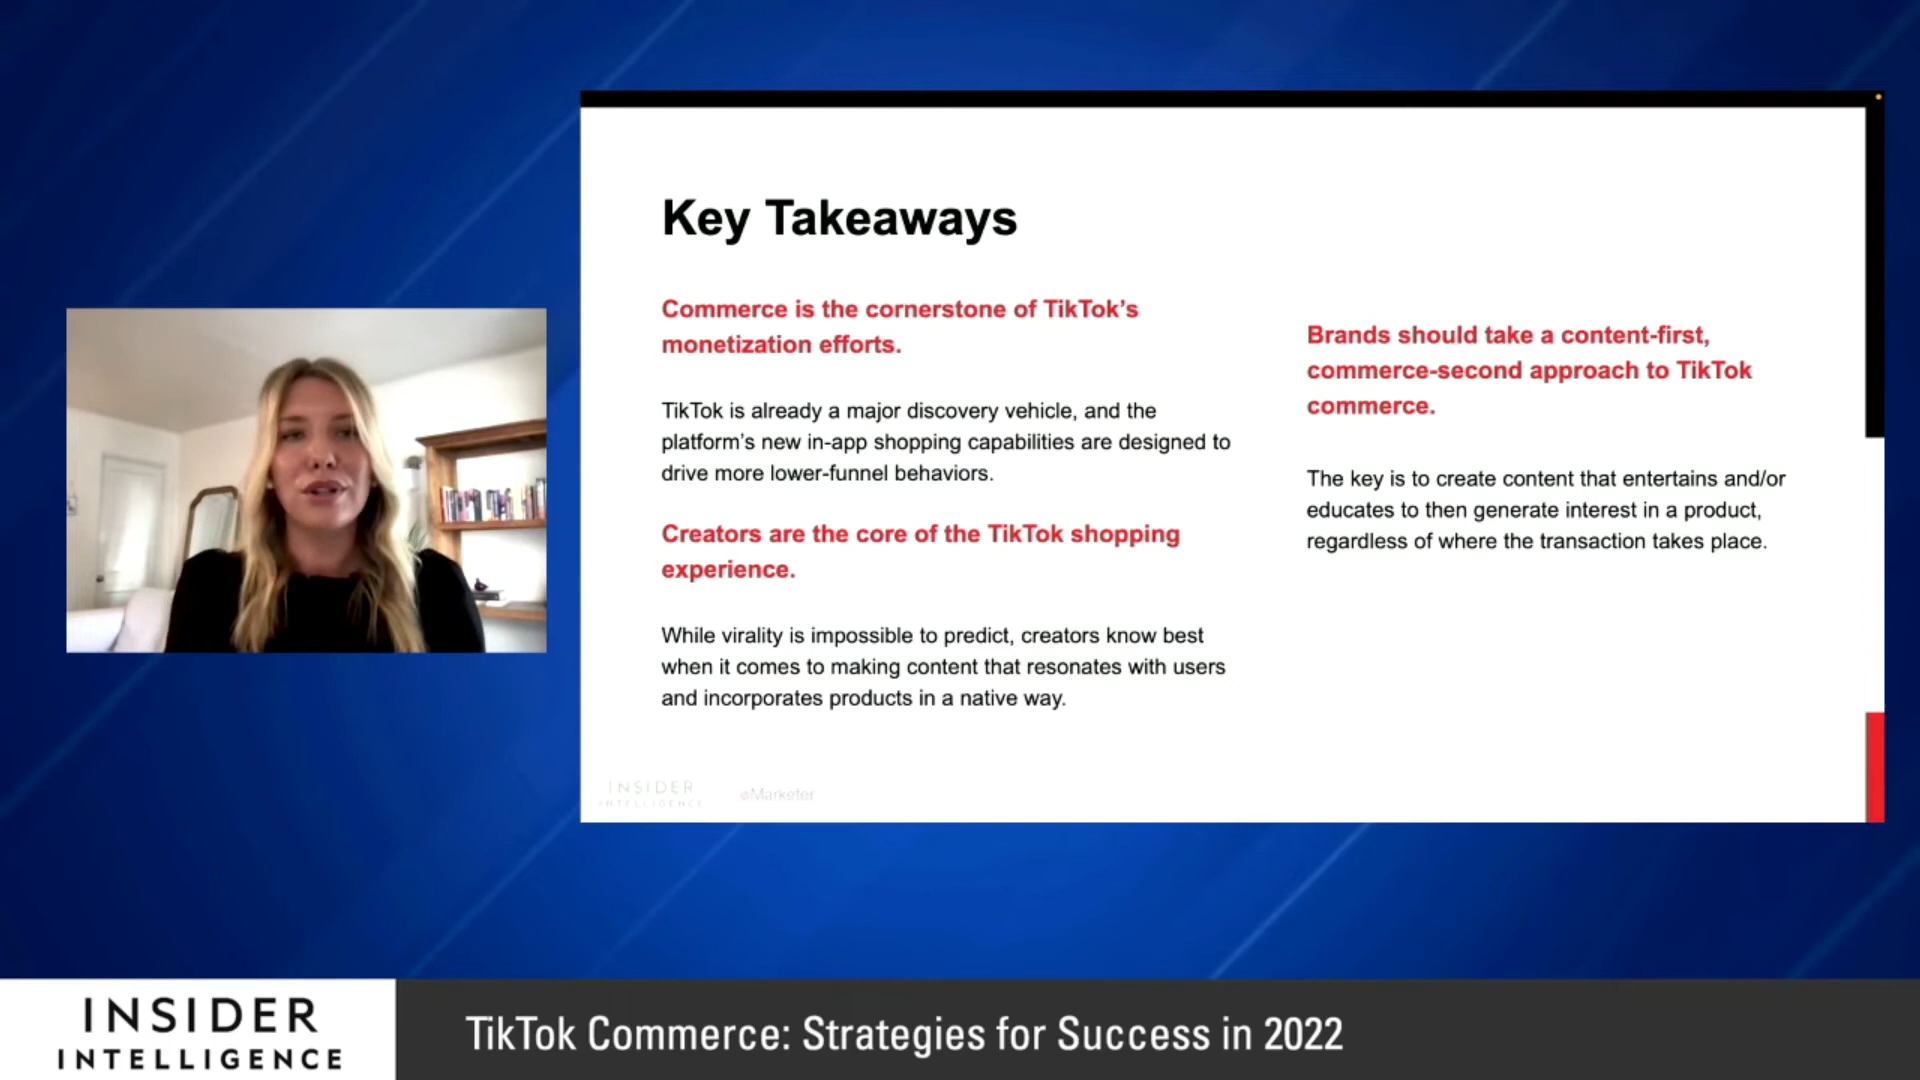 Key Takeaways
Commerce is the cornerstone of TikTok's
monetization efforts.
TikTok is already a major discovery vehicle, and the
platform's new in-app shopping capabilities are designed to
drive more lower-funnel behaviors.
Creators are the core of the TikTok shopping
experience.
While virality is impossible to predict, creators know best
when it comes to making content that resonates with users
and incorporates products in a native way.
Brands should take a content-first,
commerce-second approach to TikTok
commerce.
The key is to create content that entertains and/or
educates to then generate interest in a product,
regardless of where the transaction takes place.
INSIDER
INTELLIGENCE
eMarketer
INSIDER
INTELLIGENCE
TikTok Commerce: Strategies for Success in 2022